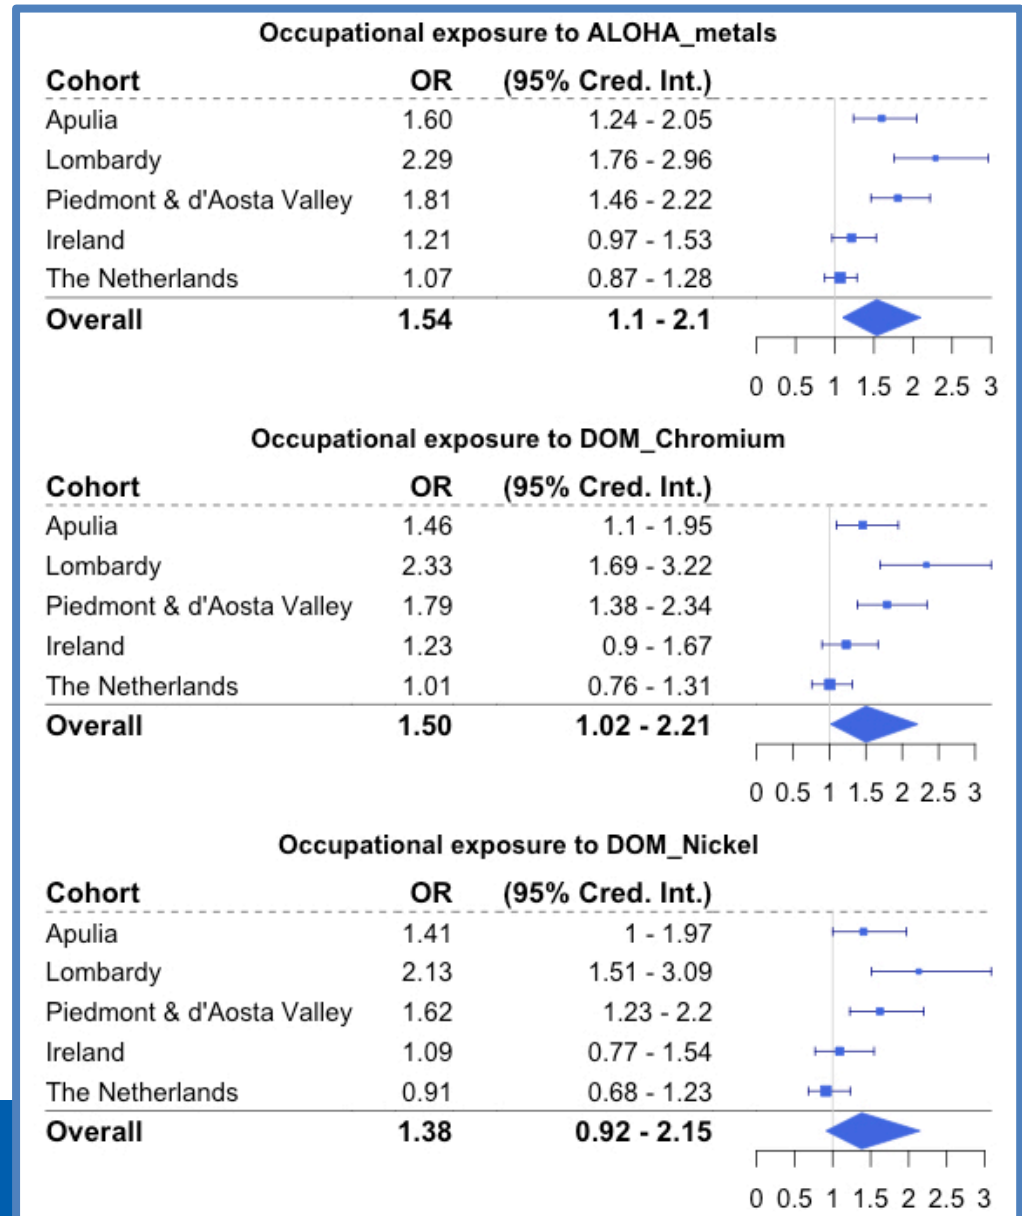 Occupational exposure to ALOHA_metals
Cohort OR (95% Cred. Int.)
Apulia 1.60 1.24 - 2.05
Lombardy 2.29 1.76 - 2.96
Piedmont & d'Aosta Valley 1.81 1.46 - 2.22
Ireland 1.21 0.97 - 1.53
The Netherlands 1.07 0.87 - 1.28
Overall 1.54 1.1 - 2.1
0 0.5 1 1.5 2 2.5 3
Occupational exposure to DOM_Chromium
Cohort OR (95% Cred. Int.)
Apulia 1.46 1.1 - 1.95
Lombardy 2.33 1.69 - 3.22
Piedmont & d'Aosta Valley 1.79 1.38 - 2.34
Ireland 1.23 0.9 - 1.67
The Netherlands 1.01 0.76 - 1.31
Overall 1.50 1.02 - 2.21
0 0.5 1 1.5 2 2.5 3
Occupational exposure to DOM_Nickel
Cohort OR (95% Cred. Int.)
Apulia 1.41 1 - 1.97
Lombardy 2.13 1.51 - 3.09
Piedmont & d'Aosta Valley 1.62 1.23 - 2.2
Ireland 1.09 0.77 - 1.54
The Netherlands 0.91 0.68 - 1.23
Overall 1.38 0.92 - 2.15
0 0.5 1 1.5 2 2.5 3